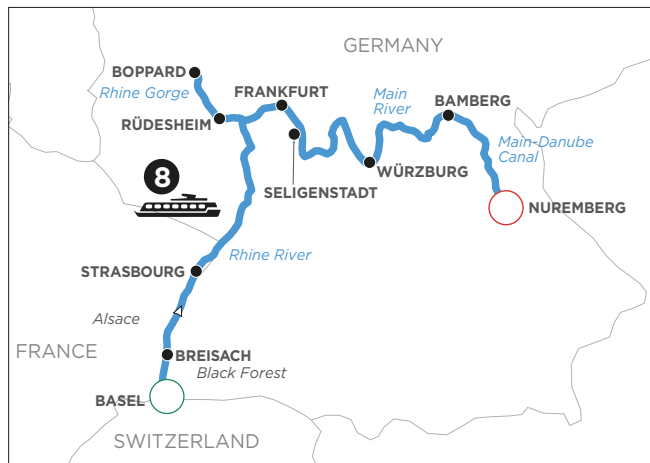 GERMANY
BOPPARD
FRANKFURT
Rhine Gorge
Main
River
BAMBERG
RÜDESHEIM
Main-Danube
Canal
WÜRZBURG
8
SELIGENSTADT
NUREMBERG
Rhine River
STRASBOURG
Alsace
FRANCE
BREISACH
Black Forest
BASEL
SWITZERLAND